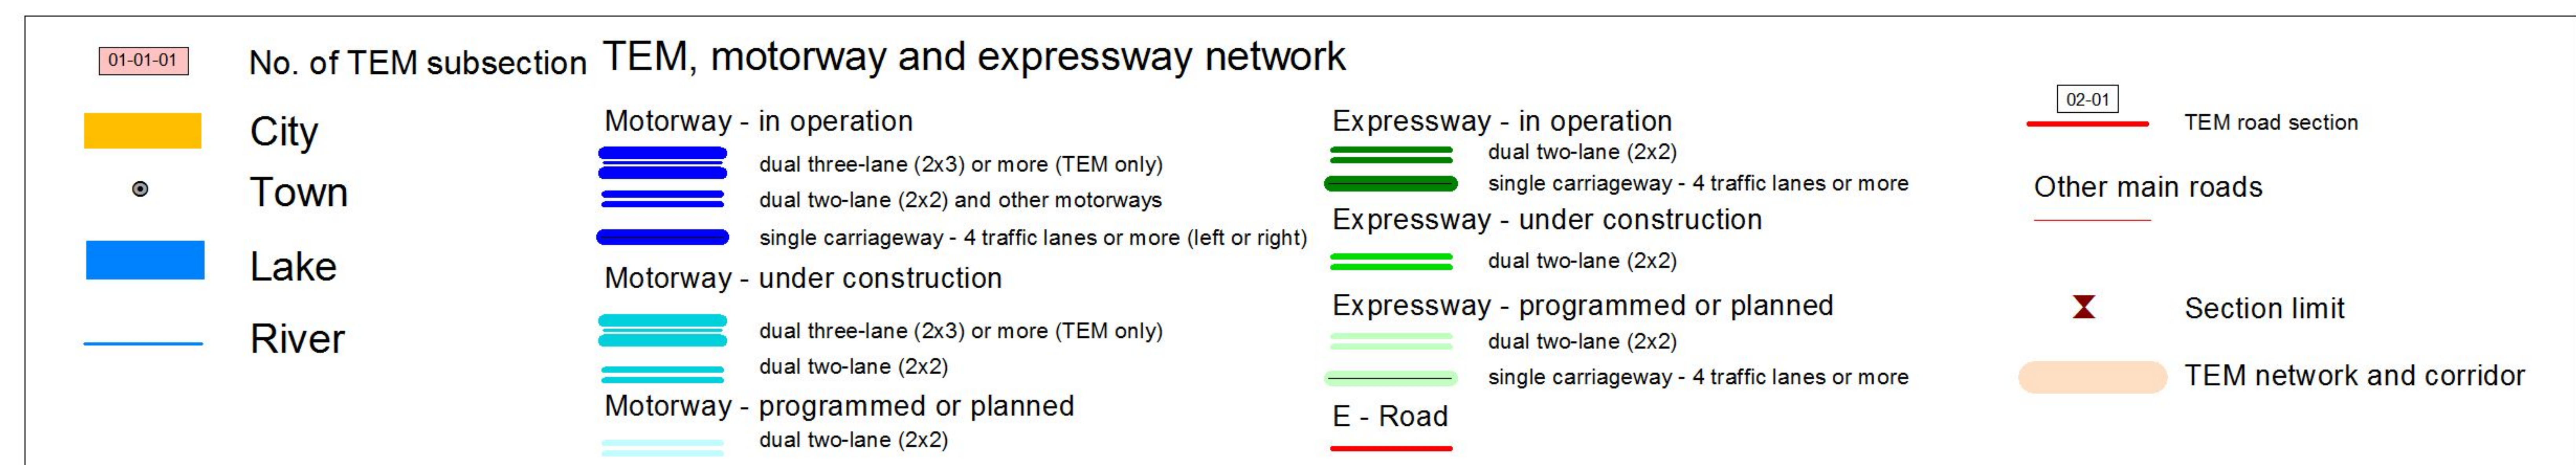 01-01-01
No. of TEM subsection
City
Town
Lake
River
TEM, motorway and expressway network
Motorway - in operation
dual three-lane (2x3) or more (TEM only)
dual two-lane (2x2) and other motorways
single carriageway - 4 traffic lanes or more (left or right)
Motorway - under construction
dual three-lane (2x3) or more (TEM only)
dual two-lane (2x2)
Motorway - programmed or planned
dual two-lane (2x2)
Expressway - in operation
dual two-lane (2x2)
single carriageway - 4 traffic lanes or more
Expressway - under construction
dual two-lane (2x2)
Expressway - programmed or planned
dual two-lane (2x2)
single carriageway - 4 traffic lanes or more
E - Road
02-01
TEM road section
Other main roads
Section limit
TEM network and corridor